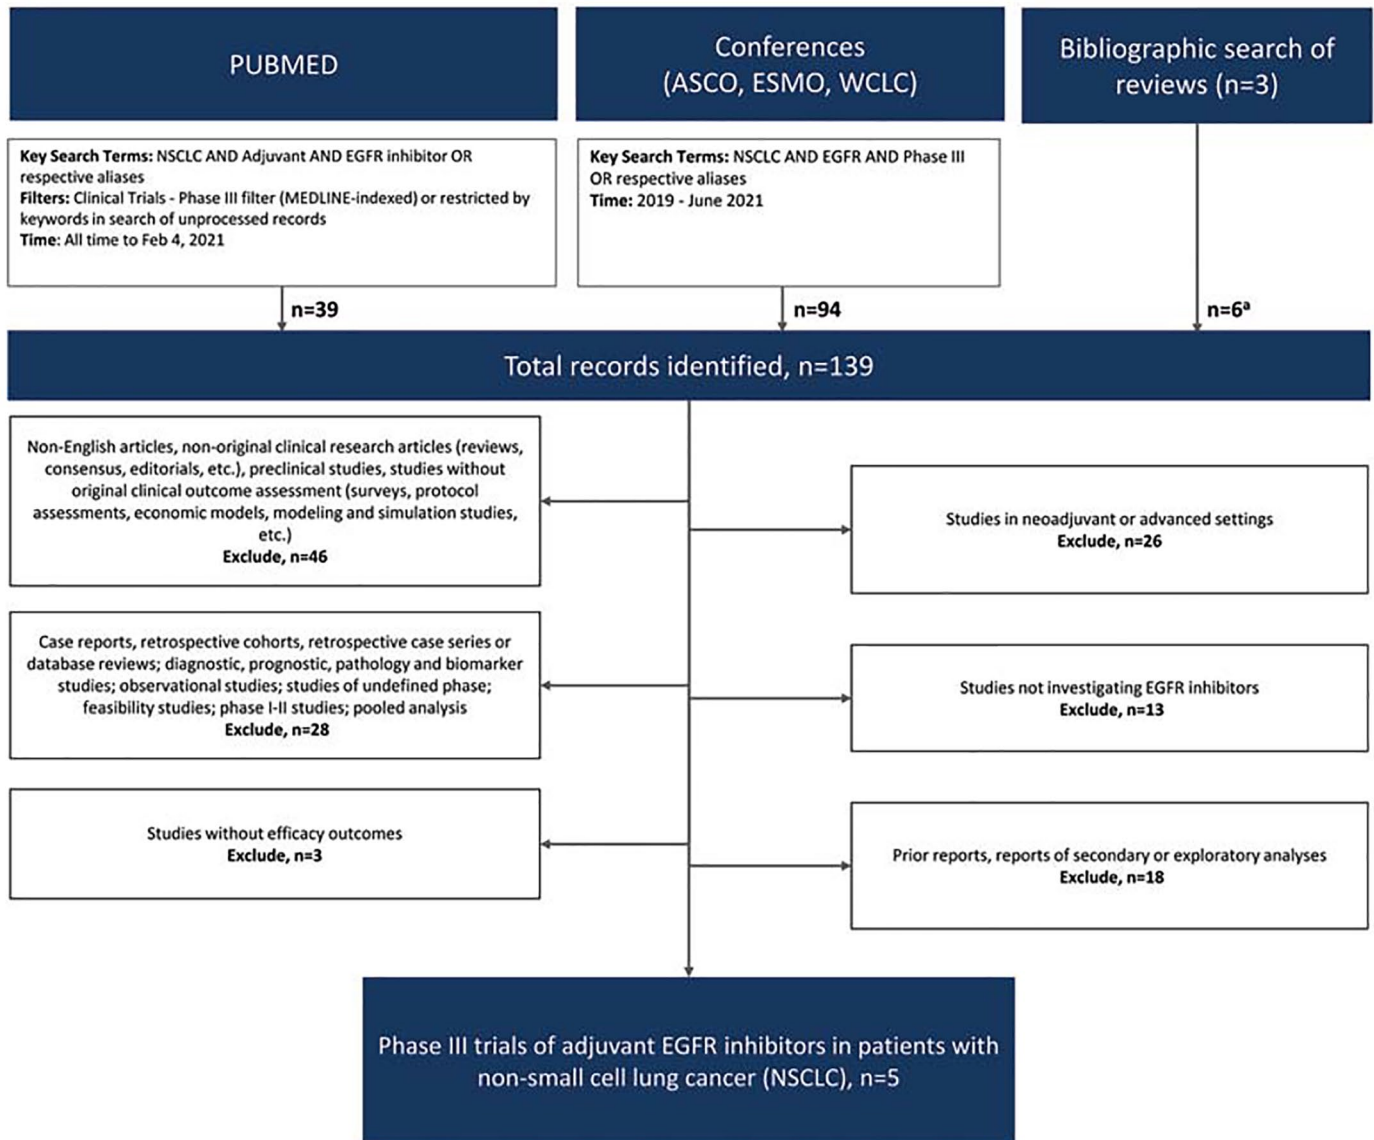 PUBMED
Conferences
(ASCO, ESMO, WCLC)
Bibliographic search of
reviews (n=3)
Key Search Terms: NSCLC AND Adjuvant AND EGFR inhibitor OR
respective aliases
Filters: Clinical Trials - Phase III filter (MEDLINE-indexed) or restricted by
keywords in search of unprocessed records
Time: All time to Feb 4, 2021
Key Search Terms: NSCLC AND EGFR AND Phase III
OR respective aliases
Time: 2019 - June 2021
n=39
n=94
n=6ª
Total records identified, n=139
Non-English articles, non-original clinical research articles (reviews,
consensus, editorials, etc.), preclinical studies, studies without
original clinical outcome assessment (surveys, protocol
assessments, economic models, modeling and simulation studies,
etc.)
Exclude, n=46
Studies in neoadjuvant or advanced settings
Exclude, n=26
Case reports, retrospective cohorts, retrospective case series or
database reviews; diagnostic, prognostic, pathology and biomarker
studies; observational studies; studies of undefined phase;
feasibility studies; phase I-II studies; pooled analysis
Exclude, n=28
Studies not investigating EGFR inhibitors
Exclude, n=13
Studies without efficacy outcomes
Exclude, n=3
Prior reports, reports of secondary or exploratory analyses
Exclude, n=18
Phase III trials of adjuvant EGFR inhibitors in patients with
non-small cell lung cancer (NSCLC), n=5